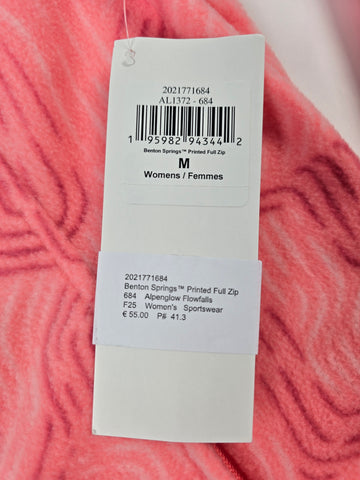 2021771684
AL1372 - 684
1 95982 94344 2
Benton Springs™ Printed Full Zip
M
Womens / Femmes
2021771684
Benton Springs™ Printed Full Zip
684 Alpenglow Flowfalls
F25 Women's Sportswear
€ 55.00 P# 41.3